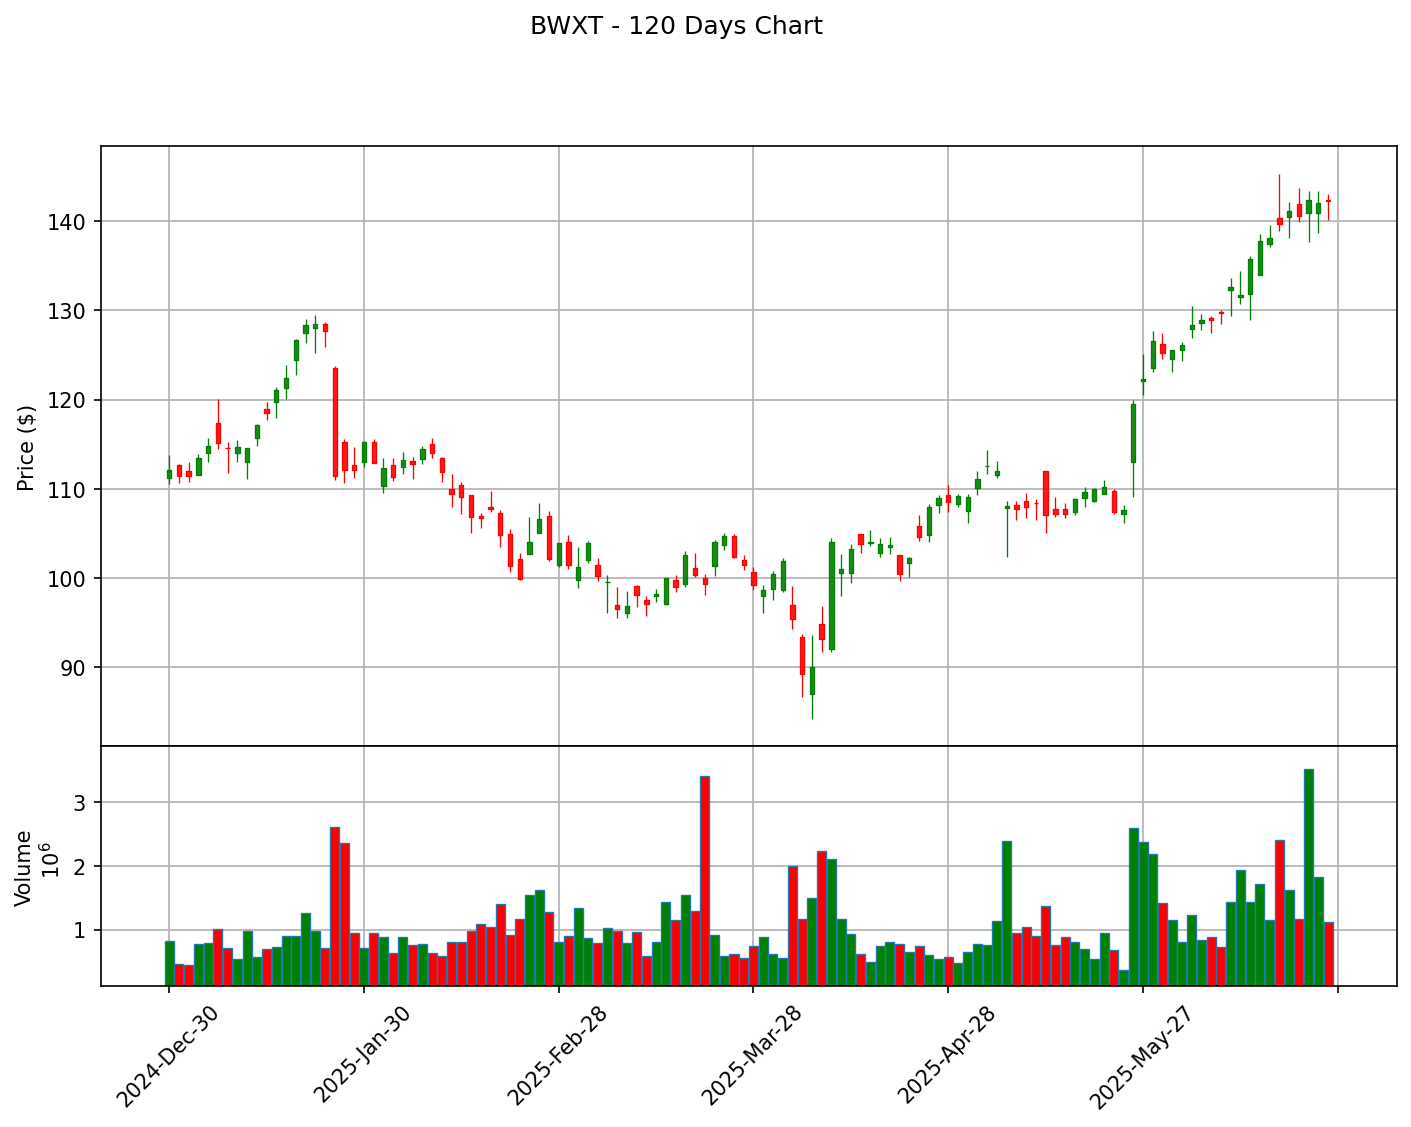 BWXT - 120 Days Chart
Price ($)
140
130
120
110
100
90
Volume
10^6
3
2
1
2024-Dec-30
2025-Jan-30
2025-Feb-28
2025-Mar-28
2025-Apr-28
2025-May-27